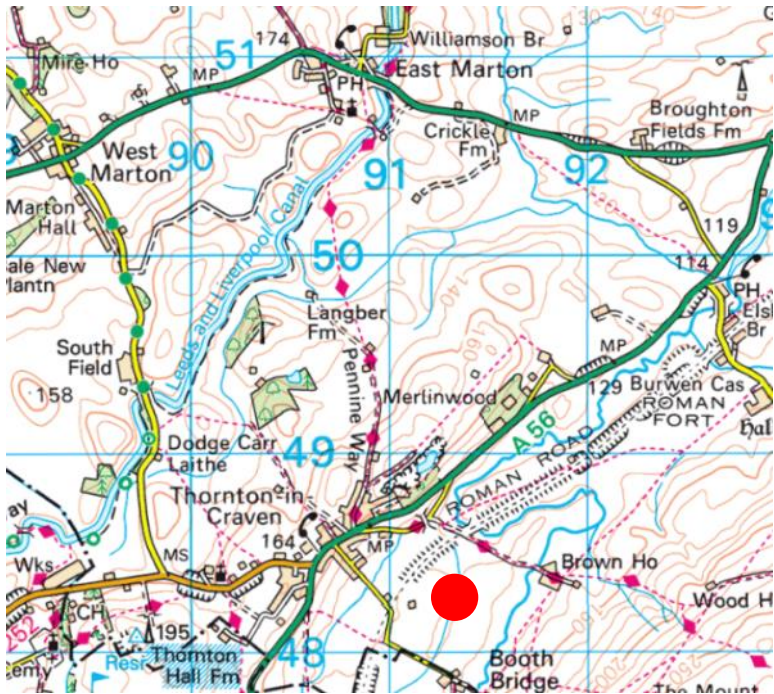 174
51
PH
Williamson Br
Mire Ho
MP
East Marton
Broughton
Fields Fm
Crickle
Fm
MP
West
Marton
90
91
92
Marton
Hall
119
Leeds and Liverpool Canal
50
114
PH
Langber
Fm
Elsl
Br
South
Field
MP
158
Pennine Way
Merlinwood
129
Burwen Cas
ROMAN
FORT
A 56
Hal
49
Dodge Carr
Laithe
ROMAN ROAD
Thornton-in-
Craven
164
MP
MS
Wks
Brown Ho
CH
252
195
Resr
Thornton
Hall Fm
48
Booth
Bridge
Wood H
The Mount